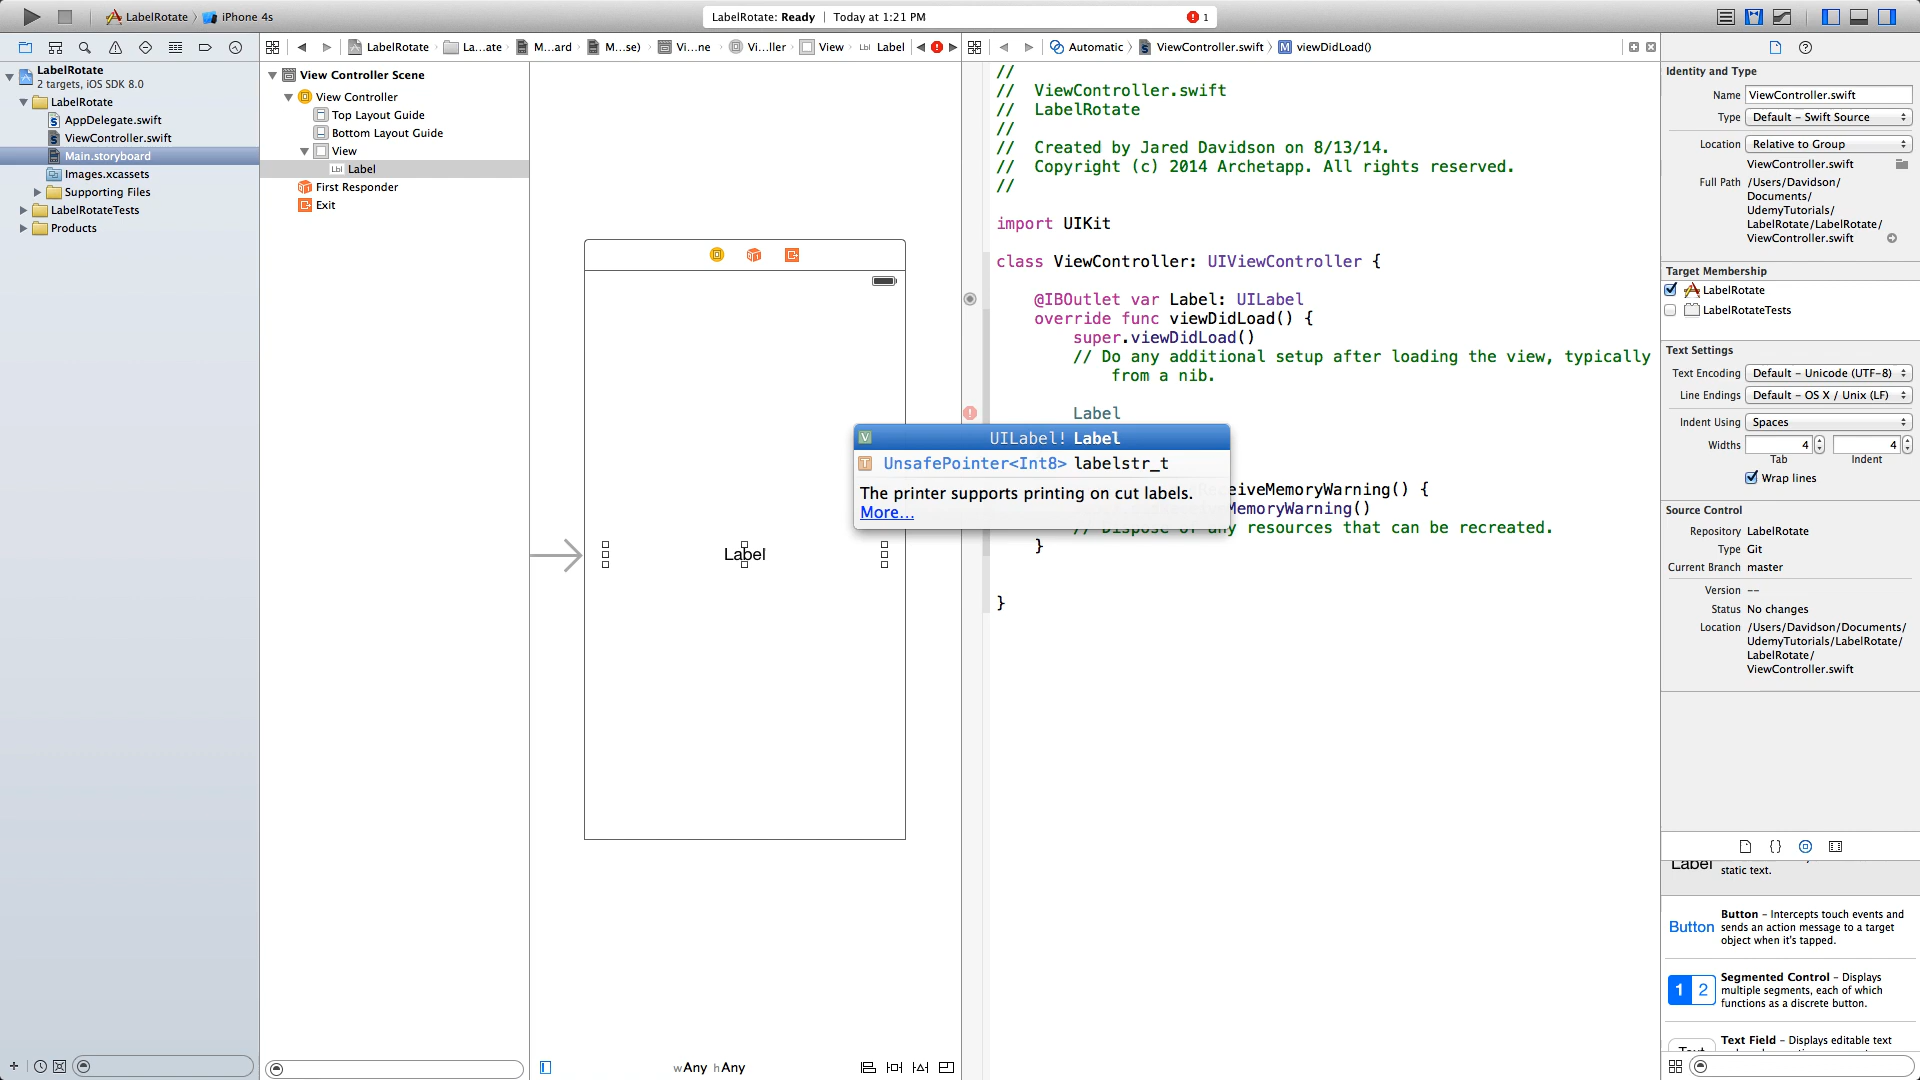 LabelRotate
iPhone 4s
LabelRotate: Ready | Today at 1:21 PM
1
LabelRotate
La...ate
M...ard
M...se)
Vi...ne
Vi...ller
View
Lbl Label
Automatic
ViewController.swift
M viewDidLoad()
LabelRotate
2 targets, iOS SDK 8.0
LabelRotate
AppDelegate.swift
ViewController.swift
Main.storyboard
Images.xcassets
Supporting Files
LabelRotateTests
Products
View Controller Scene
View Controller
Top Layout Guide
Bottom Layout Guide
View
Lbl Label
First Responder
Exit
Label
wAny hAny
//
// ViewController.swift
// LabelRotate
//
// Created by Jared Davidson on 8/13/14.
// Copyright (c) 2014 Archetapp. All rights reserved.
//
import UIKit
class ViewController: UIViewController {
@IBOutlet var Label: UILabel
override func viewDidLoad() {
super.viewDidLoad()
// Do any additional setup after loading the view, typically
from a nib.
Label
V UILabel! Label
T UnsafePointer<Int8> labelstr_t
The printer supports printing on cut labels.
More...
eiveMemoryWarning() {
MemoryWarning()
// Dispose of any resources that can be recreated.
}
}
Identity and Type
Name ViewController.swift
Type Default - Swift Source
Location Relative to Group
ViewController.swift
Full Path /Users/Davidson/
Documents/
UdemyTutorials/
LabelRotate/LabelRotate/
ViewController.swift
Target Membership
LabelRotate
LabelRotateTests
Text Settings
Text Encoding Default - Unicode (UTF-8)
Line Endings Default - OS X / Unix (LF)
Indent Using Spaces
Widths 4 4
Tab Indent
Wrap lines
Source Control
Repository LabelRotate
Type Git
Current Branch master
Version --
Status No changes
Location /Users/Davidson/Documents/
UdemyTutorials/LabelRotate/
LabelRotate/
ViewController.swift
{}
Label
static text.
Button
Button - Intercepts touch events and
sends an action message to a target
object when it's tapped.
1 2
Segmented Control - Displays
multiple segments, each of which
functions as a discrete button.
Text Field - Displays editable text